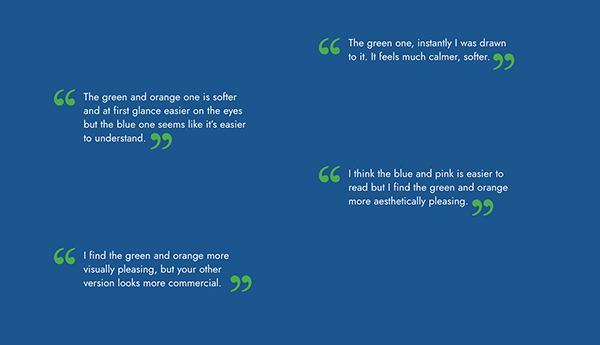 “The green one, instantly I was drawn
to it. It feels much calmer, softer.”
“The green and orange one is softer
and at first glance easier on the eyes
but the blue one seems like it’s easier
to understand.”
“I think the blue and pink is easier to
read but I find the green and orange
more aesthetically pleasing.”
“I find the green and orange more
visually pleasing, but your other
version looks more commercial.”